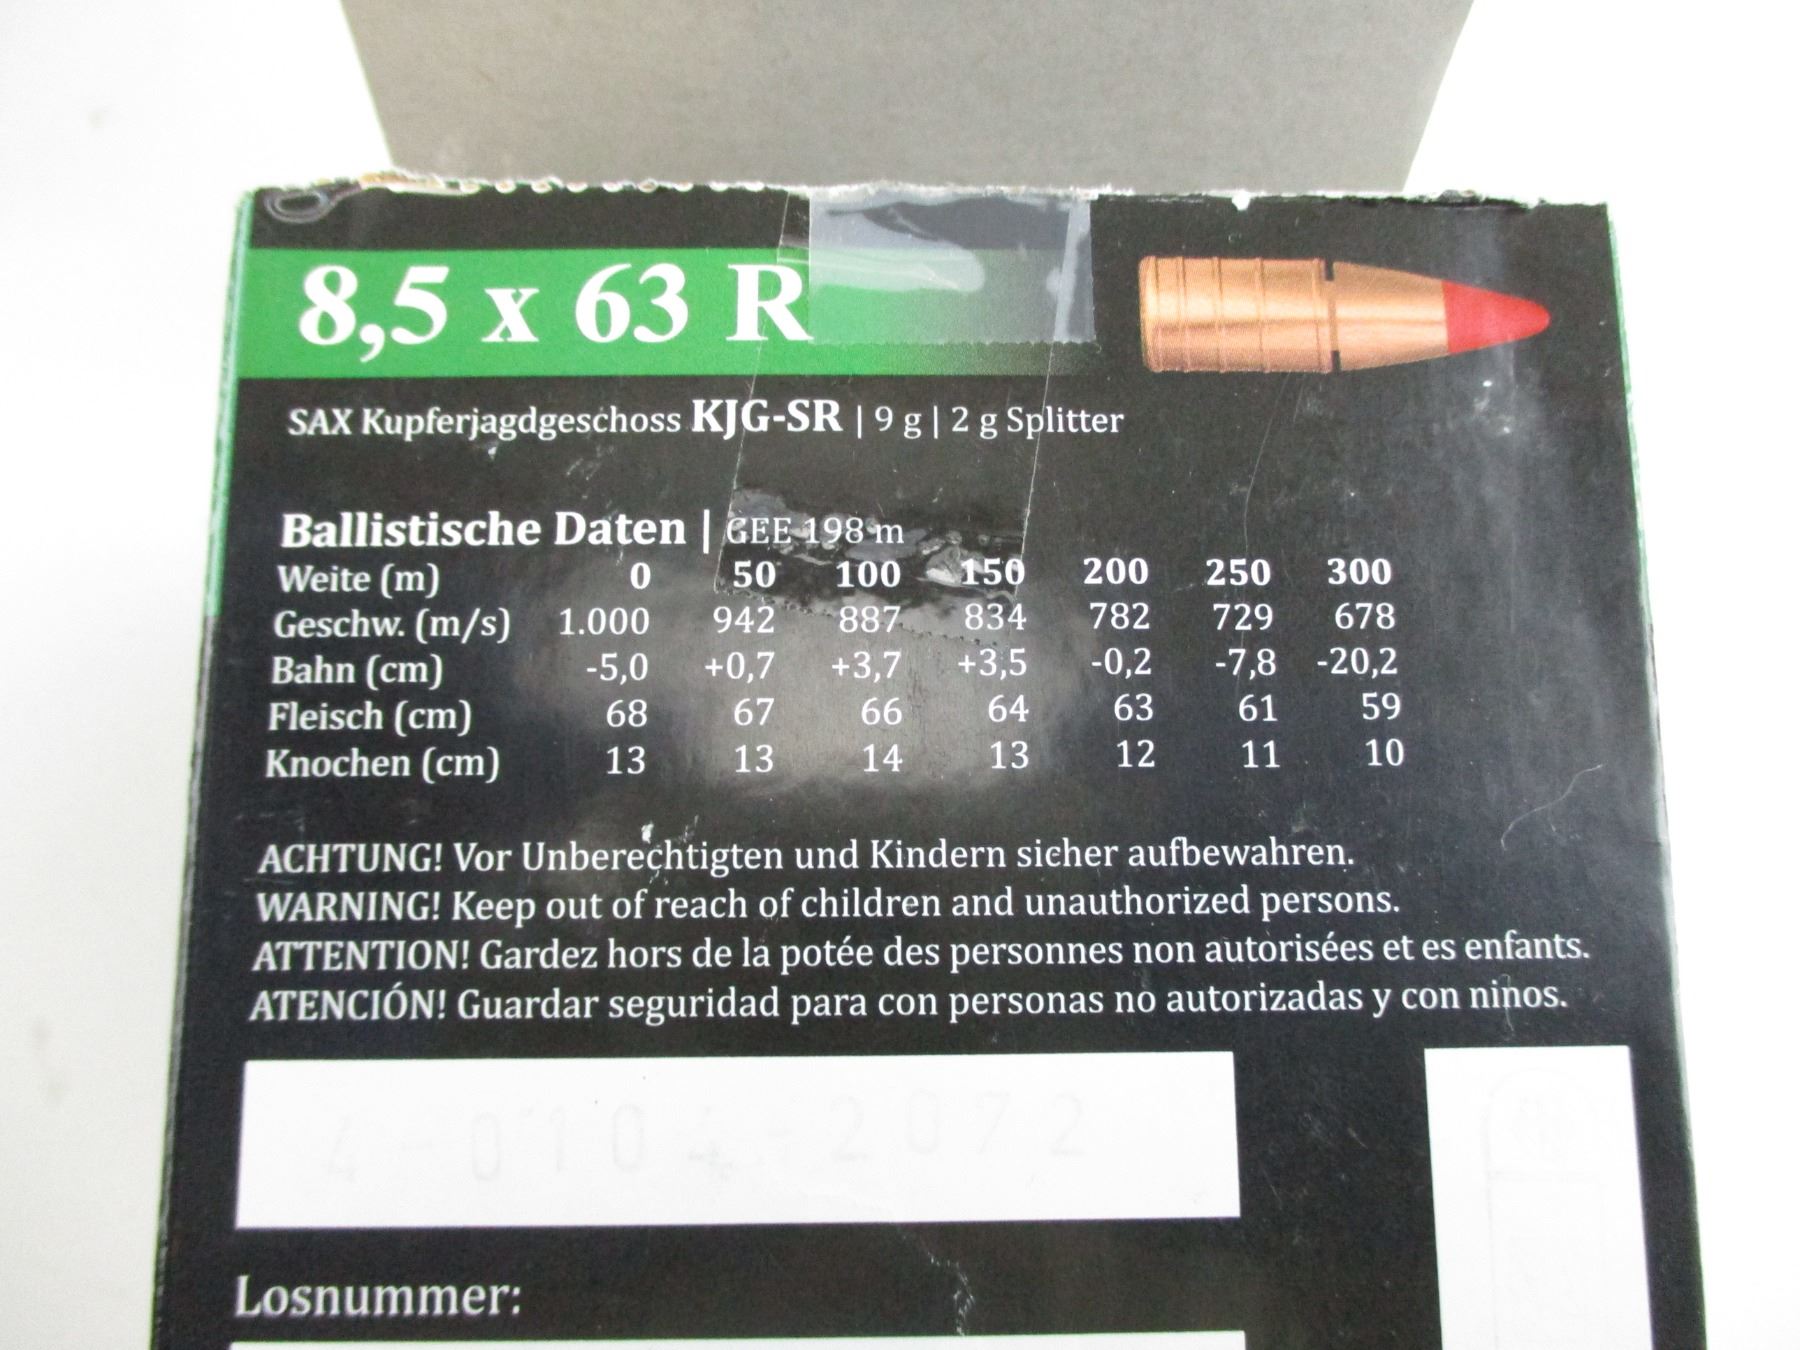 8,5 x 63 R
SAX Kupferjagdgeschoss KJG-SR | 9 g | 2 g Splitter
Ballistische Daten | GEE 198 m
Weite (m) 0 50 100 150 200 250 300
Geschw. (m/s) 1.000 942 887 834 782 729 678
Bahn (cm) -5,0 +0,7 +3,7 +3,5 -0,2 -7,8 -20,2
Fleisch (cm) 68 67 66 64 63 61 59
Knochen (cm) 13 13 14 13 12 11 10
ACHTUNG! Vor Unberechtigten und Kindern sicher aufbewahren.
WARNING! Keep out of reach of children and unauthorized persons.
ATTENTION! Gardez hors de la potée des personnes non autorisées et es enfants.
ATENCIÓN! Guardar seguridad para con personas no autorizadas y con niños.
4-0104-2072
Losnummer: